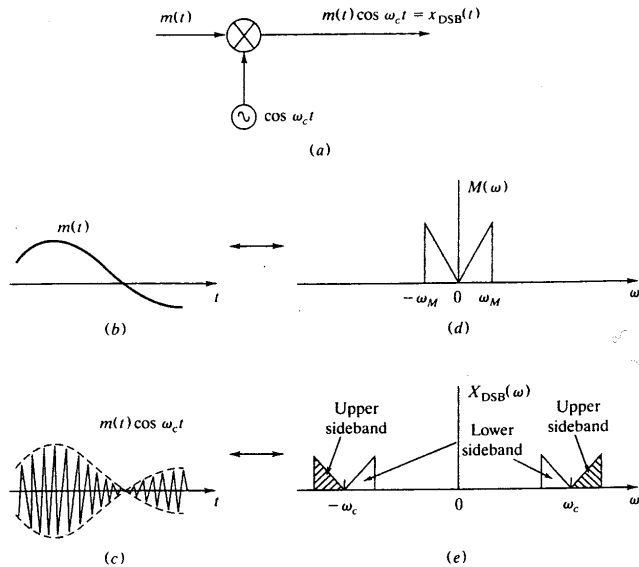 m(t)
m(t) cos ω_c t = x_DSB(t)
cos ω_c t
(a)
m(t)
t
(b)
M(ω)
−ω_M 0 ω_M
ω
(d)
m(t) cos ω_c t
t
(c)
X_DSB(ω)
Upper
sideband
Lower
sideband
Upper
sideband
−ω_c
0
ω_c
ω
(e)